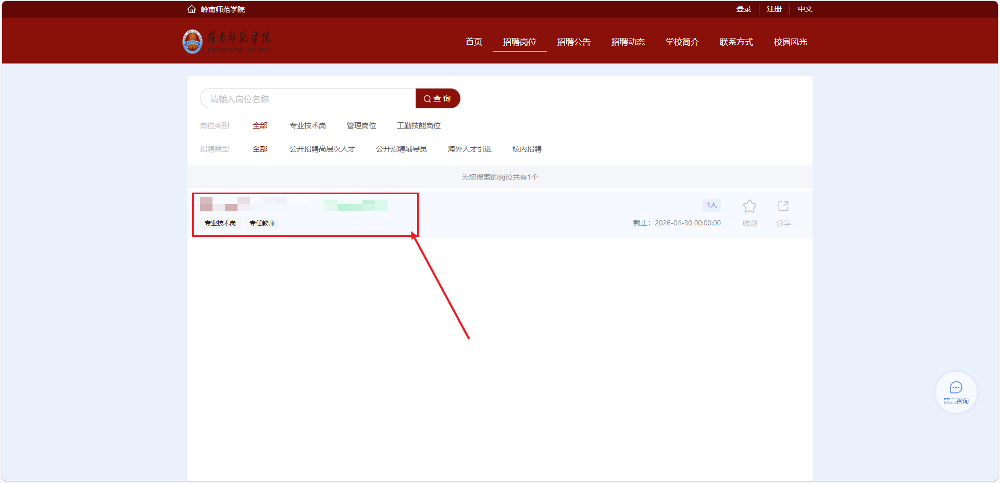 岭南师范学院
登录 注册 中文
嶺南師範學院
LINGNAN NORMAL UNIVERSITY
首页 招聘岗位 招聘公告 招聘动态 学校简介 联系方式 校园风光
请输入岗位名称 查 询
岗位类别 全部 专业技术岗 管理岗位 工勤技能岗位
招聘类型 全部 公开招聘高层次人才 公开招聘辅导员 海外人才引进 校内招聘
为您搜索的岗位共有1个
1人
专业技术岗 专任教师 截止：2026-04-30 00:00:00 收藏 分享
留言咨询